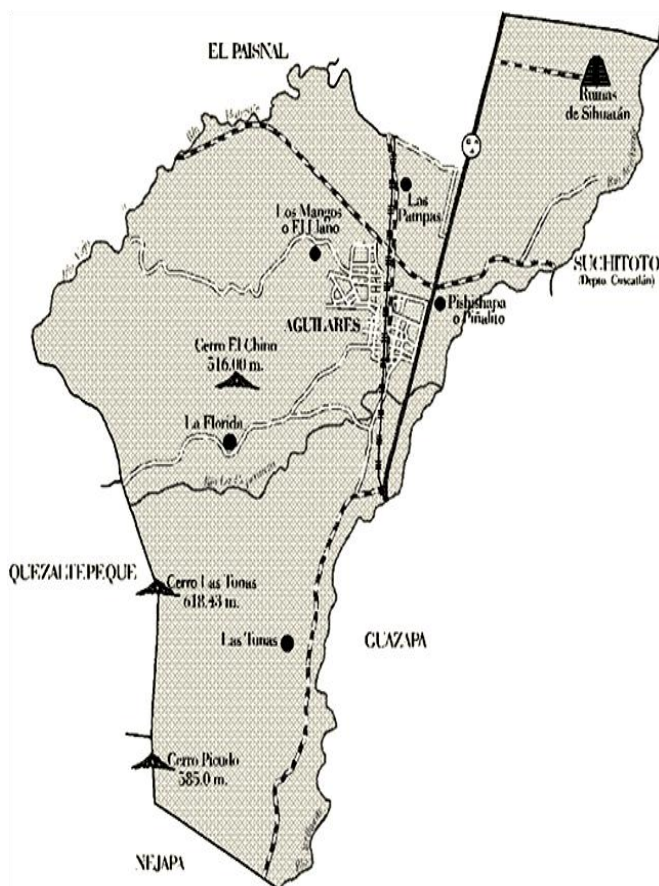 EL PAISNAL
Ruinas
de Sihuatán
Las
Pampas
Los Mangos
o El Llano
SUCHITOTO
(Depto. Cuscatlán)
Pishishapa
o Piñalito
AGUILARES
Cerro El Chino
516.00 m.
La Florida
Río La
QUEZALTEPEQUE
Cerro Las Tunas
618.43 m.
Las Tunas
GUAZAPA
Cerro Picudo
585.0 m.
NEJAPA